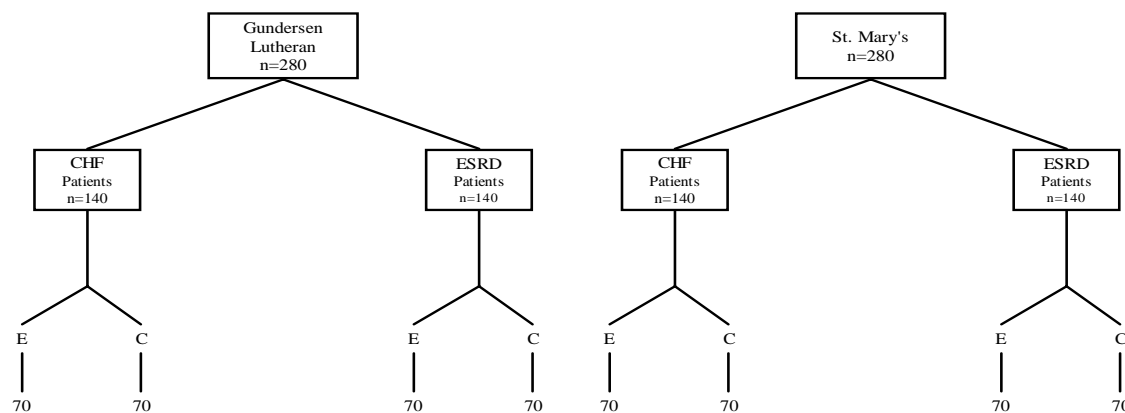 Gundersen
Lutheran
n=280
St. Mary's
n=280
CHF
Patients
n=140
ESRD
Patients
n=140
CHF
Patients
n=140
ESRD
Patients
n=140
E
C
E
C
E
C
E
C
70
70
70
70
70
70
70
70